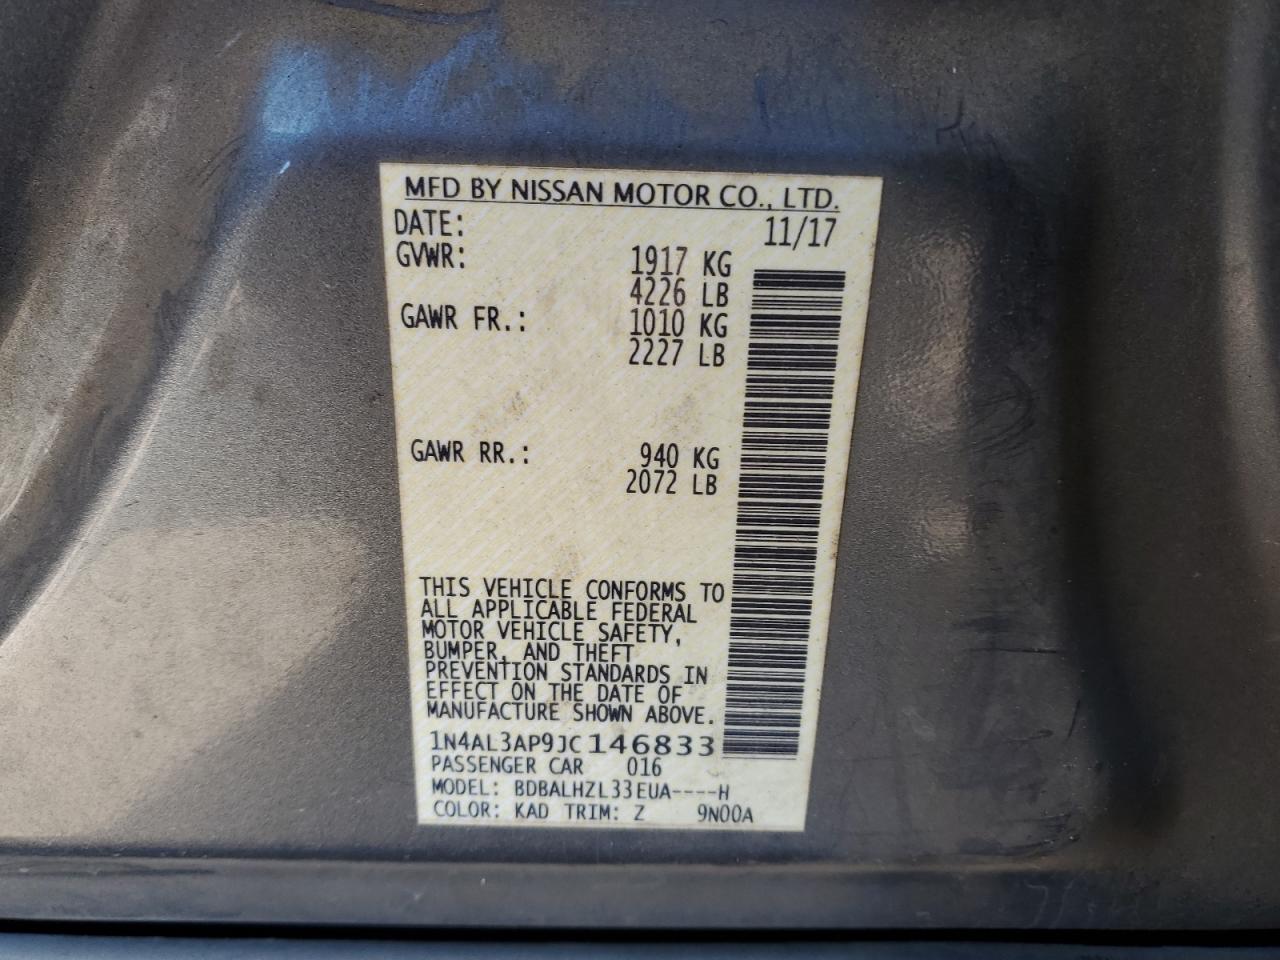 MFD BY NISSAN MOTOR CO., LTD.
DATE: 11/17
GVWR: 1917 KG
4226 LB
GAWR FR.: 1010 KG
2227 LB
GAWR RR.: 940 KG
2072 LB
THIS VEHICLE CONFORMS TO
ALL APPLICABLE FEDERAL
MOTOR VEHICLE SAFETY,
BUMPER, AND THEFT
PREVENTION STANDARDS IN
EFFECT ON THE DATE OF
MANUFACTURE SHOWN ABOVE.
1N4AL3AP9JC146833
PASSENGER CAR 016
MODEL: BDBALHZL33EUA----H
COLOR: KAD TRIM: Z 9N00A